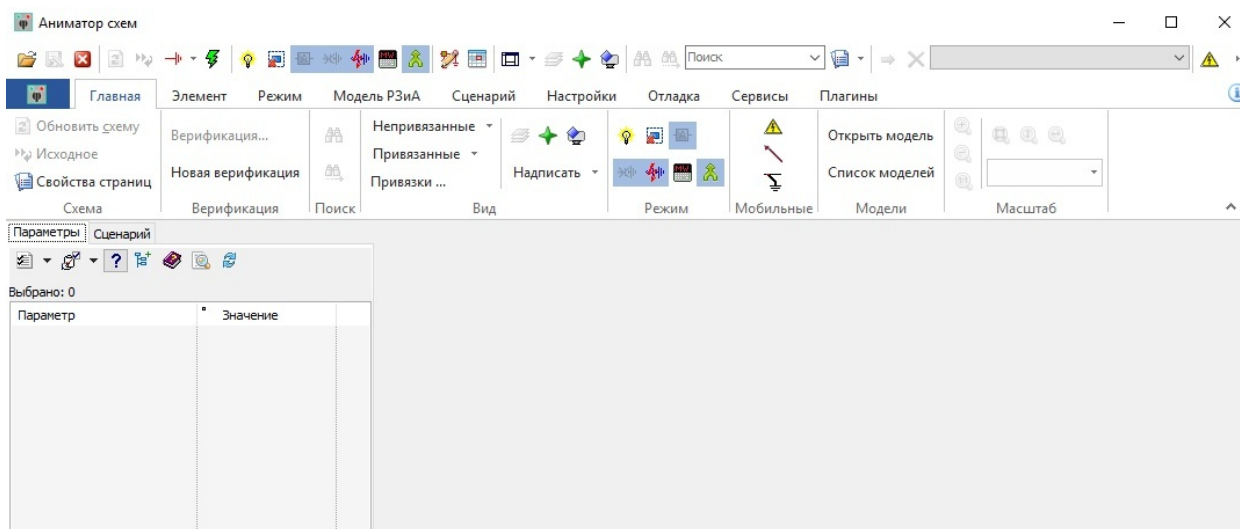 Аниматор схем
Поиск
Главная Элемент Режим Модель РЗиА Сценарий Настройки Отладка Сервисы Плагины
Обновить схему Верификация... Непривязанные Открыть модель
Исходное Привязанные
Свойства страниц Новая верификация Привязки ... Надписать Список моделей
Схема Верификация Поиск Вид Режим Мобильные Модели Масштаб
Параметры Сценарий
Выбрано: 0
Параметр Значение